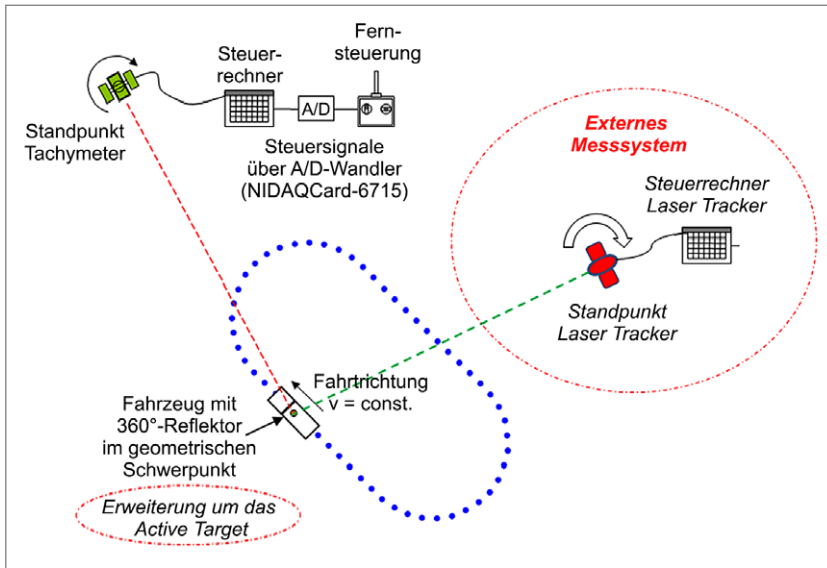 Fern-
steuerung
Steuer-
rechner
A/D
Standpunkt
Tachymeter
Steuersignale
über A/D-Wandler
(NIDAQCard-6715)
Externes
Messsystem
Steuerrechner
Laser Tracker
Standpunkt
Laser Tracker
Fahrtrichtung
v = const.
Fahrzeug mit
360°-Reflektor
im geometrischen
Schwerpunkt
Erweiterung um das
Active Target